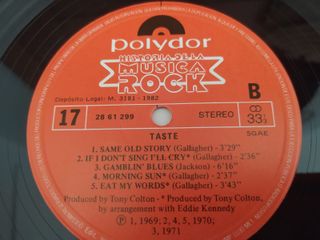 polydor
HISTORIA DE LA
MUSICA
ROCK
Depósito Legal: M. 3181 - 1982
17
28 61 299
STEREO
B
33⅓
SGAE
TASTE
1. SAME OLD STORY (Gallagher) - 3'29"
2. IF I DON'T SING I'LL CRY* (Gallagher) - 2'36"
3. GAMBLIN' BLUES (Jackson) - 6'16"
4. MORNING SUN* (Gallagher) - 2'37"
5. EAT MY WORDS* (Gallagher) - 3'43"
Produced by Tony Colton - * Produced by Tony Colton,
by arrangement with Eddie Kennedy
Ⓟ 1, 1969; 2, 4, 5, 1970;
3, 1971